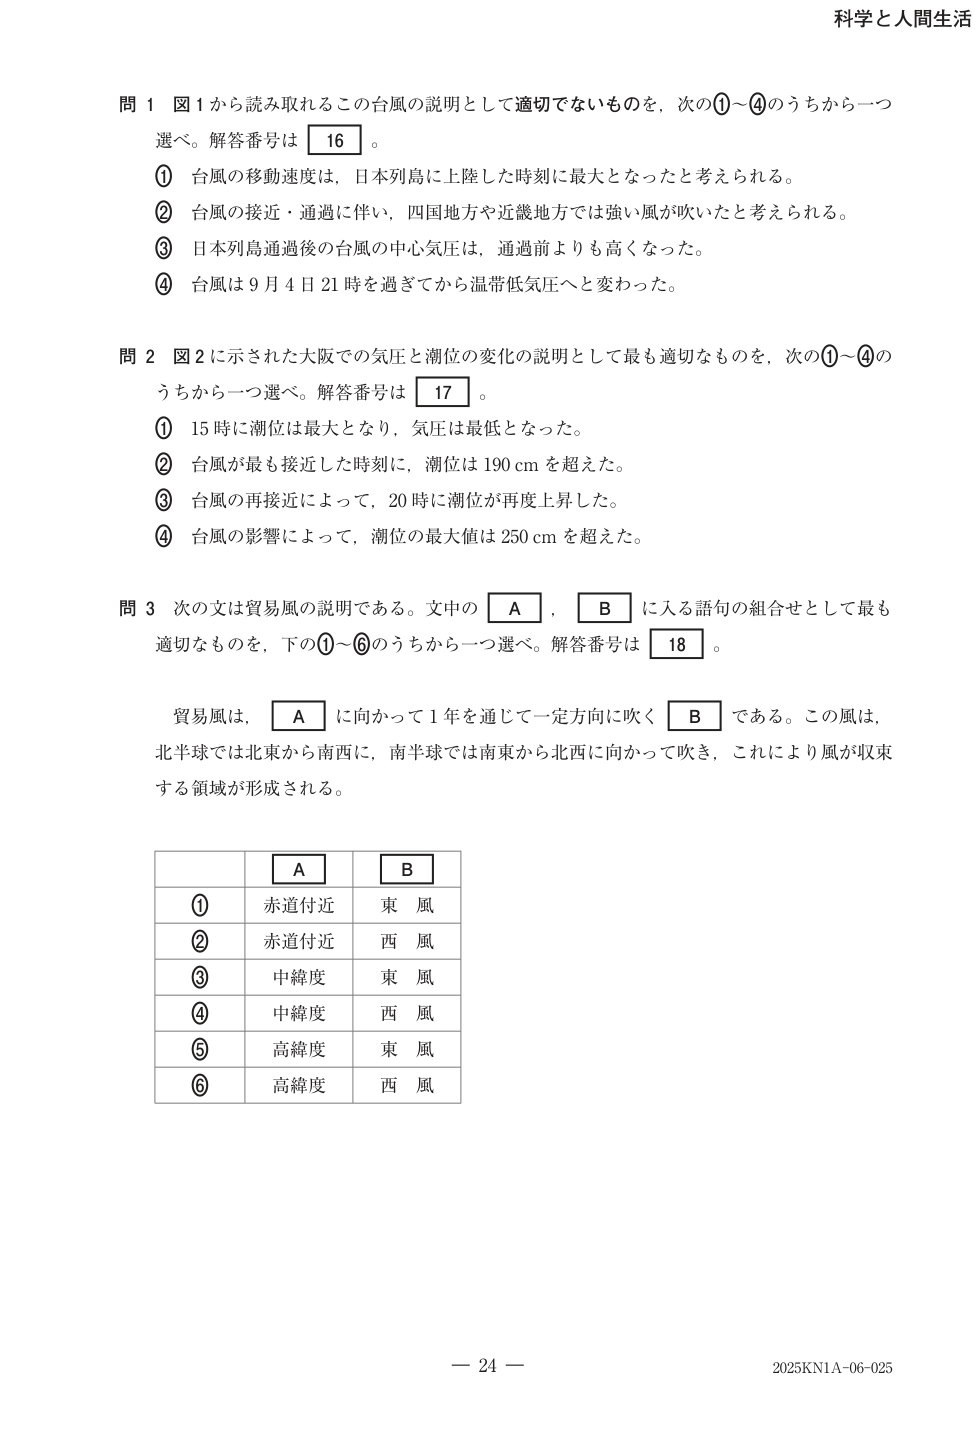 科学と人間生活
問 1　図1から読み取れるこの台風の説明として適切でないものを，次の①～④のうちから一つ
選べ。解答番号は 16 。
① 台風の移動速度は，日本列島に上陸した時刻に最大となったと考えられる。
② 台風の接近・通過に伴い，四国地方や近畿地方では強い風が吹いたと考えられる。
③ 日本列島通過後の台風の中心気圧は，通過前よりも高くなった。
④ 台風は9月4日21時を過ぎてから温帯低気圧へと変わった。
問 2　図2に示された大阪での気圧と潮位の変化の説明として最も適切なものを，次の①～④の
うちから一つ選べ。解答番号は 17 。
① 15時に潮位は最大となり，気圧は最低となった。
② 台風が最も接近した時刻に，潮位は190 cmを超えた。
③ 台風の再接近によって，20時に潮位が再度上昇した。
④ 台風の影響によって，潮位の最大値は250 cmを超えた。
問 3　次の文は貿易風の説明である。文中の A ， B に入る語句の組合せとして最も
適切なものを，下の①～⑥のうちから一つ選べ。解答番号は 18 。
貿易風は， A に向かって1年を通じて一定方向に吹く B である。この風は，
北半球では北東から南西に，南半球では南東から北西に向かって吹き，これにより風が収束
する領域が形成される。
A B
① 赤道付近 東　風
② 赤道付近 西　風
③ 中緯度 東　風
④ 中緯度 西　風
⑤ 高緯度 東　風
⑥ 高緯度 西　風
— 24 —
2025KN1A-06-025